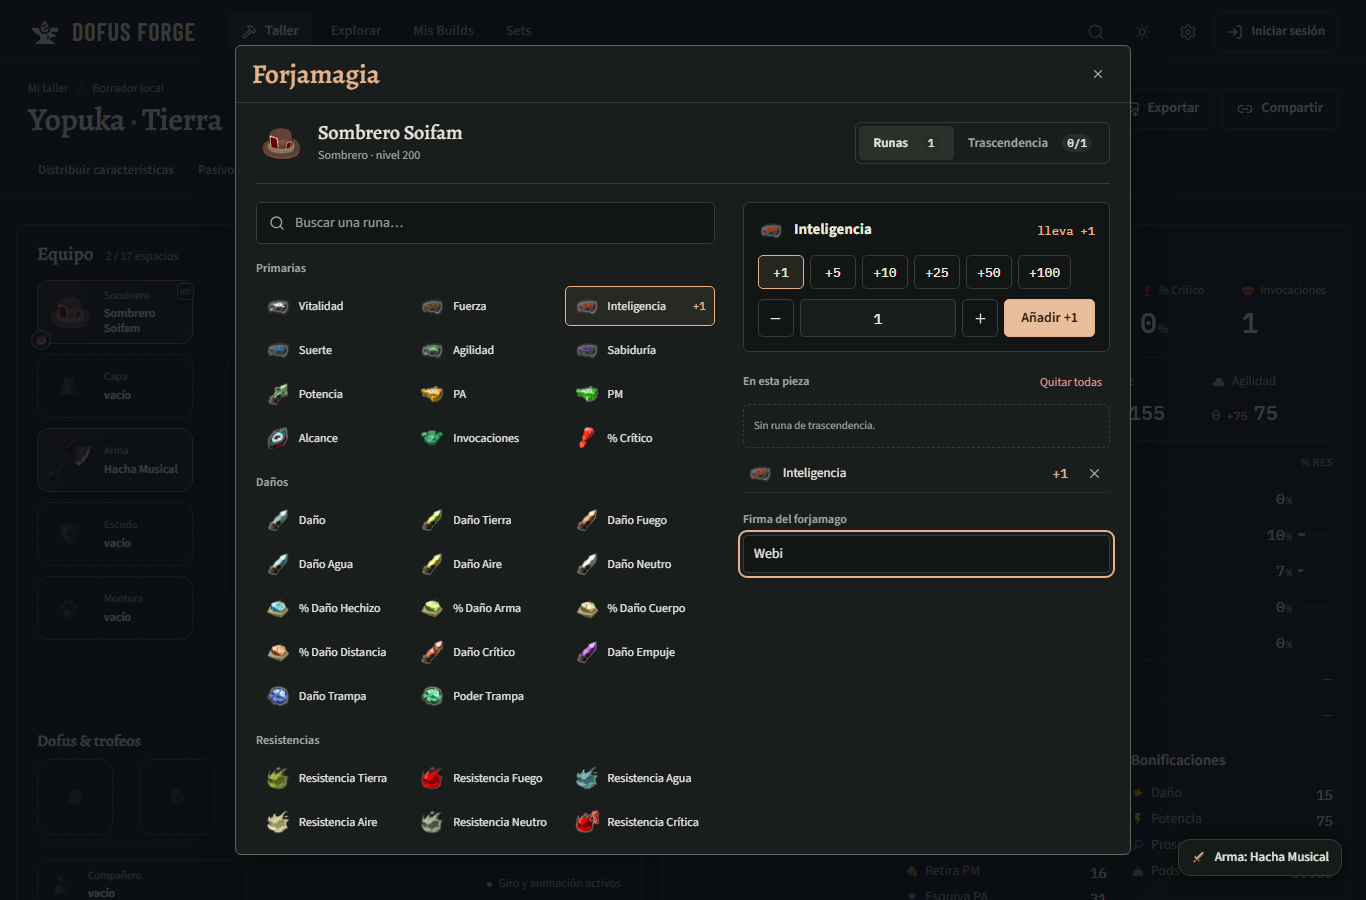 DOFUS FORGE
Taller
Explorar
Mis Builds
Sets
Iniciar sesión
Mi taller / Borrador local
Yopuka · Tierra
Exportar
Compartir
Distribuir características
Equipo
2 / 17 espacios
Sombrero
Sombrero Soifam
Capa
vacío
Arma
Hacha Musical
Escudo
vacío
Montura
vacío
Dofus & trofeos
Compañero
vacío
Giro y animación activos
Forjamagia
Sombrero Soifam
Sombrero · nivel 200
Runas 1
Trascendencia 0/1
Buscar una runa…
Primarias
Vitalidad
Fuerza
Inteligencia +1
Suerte
Agilidad
Sabiduría
Potencia
PA
PM
Alcance
Invocaciones
% Crítico
Daños
Daño
Daño Tierra
Daño Fuego
Daño Agua
Daño Aire
Daño Neutro
% Daño Hechizo
% Daño Arma
% Daño Cuerpo
% Daño Distancia
Daño Crítico
Daño Empuje
Daño Trampa
Poder Trampa
Resistencias
Resistencia Tierra
Resistencia Fuego
Resistencia Agua
Resistencia Aire
Resistencia Neutro
Resistencia Crítica
Inteligencia
lleva +1
+1
+5
+10
+25
+50
+100
−
1
+
Añadir +1
En esta pieza
Quitar todas
Sin runa de trascendencia.
Inteligencia
+1
Firma del forjamago
Webi
% Crítico
0%
Invocaciones
1
155
Agilidad
0 +75 75
% RES
0%
10%
7%
0%
0%
—
—
Bonificaciones
Daño 15
Potencia 75
Pods
Retira PM 16
Esquiva PA 31
Arma: Hacha Musical